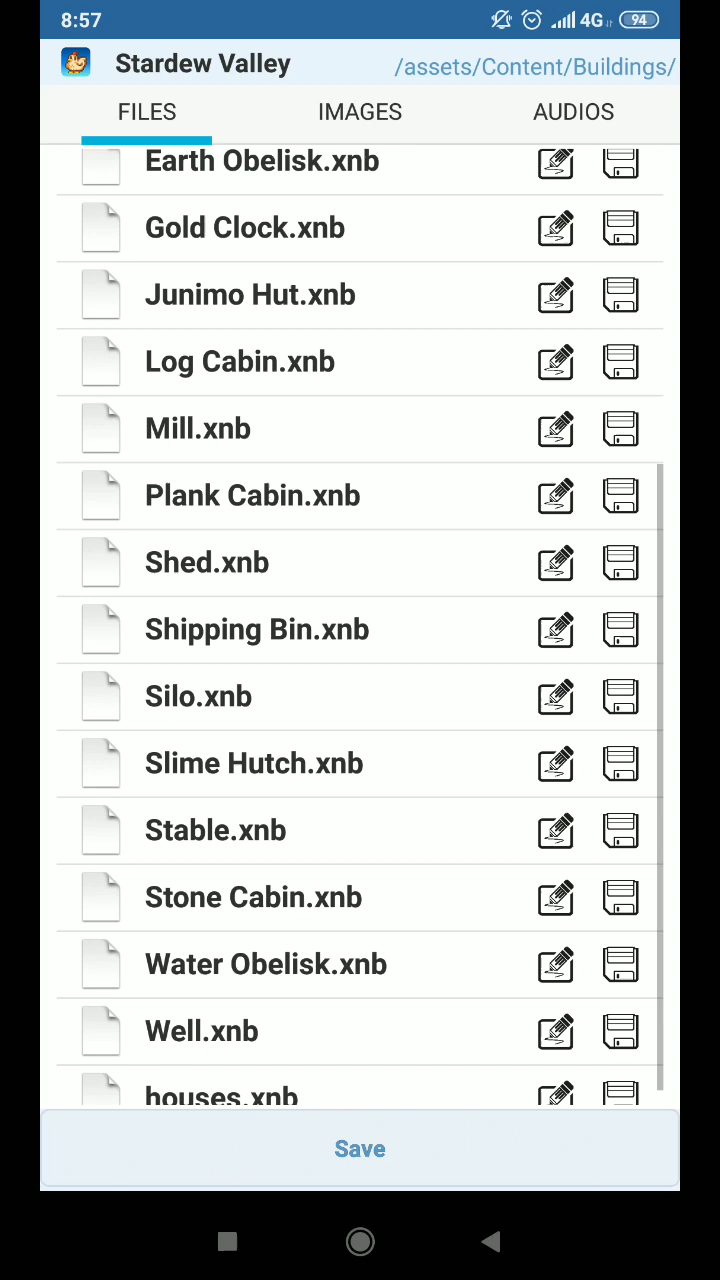 8:57
4G
94
Stardew Valley
/assets/Content/Buildings/
FILES
IMAGES
AUDIOS
Earth Obelisk.xnb
Gold Clock.xnb
Junimo Hut.xnb
Log Cabin.xnb
Mill.xnb
Plank Cabin.xnb
Shed.xnb
Shipping Bin.xnb
Silo.xnb
Slime Hutch.xnb
Stable.xnb
Stone Cabin.xnb
Water Obelisk.xnb
Well.xnb
houses.xnb
Save